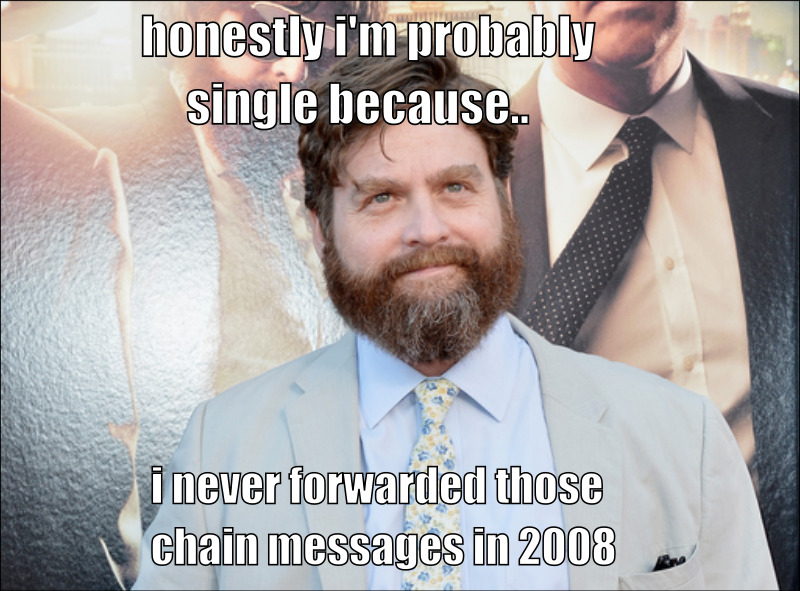 honestly i'm probably
single because..
i never forwarded those
chain messages in 2008